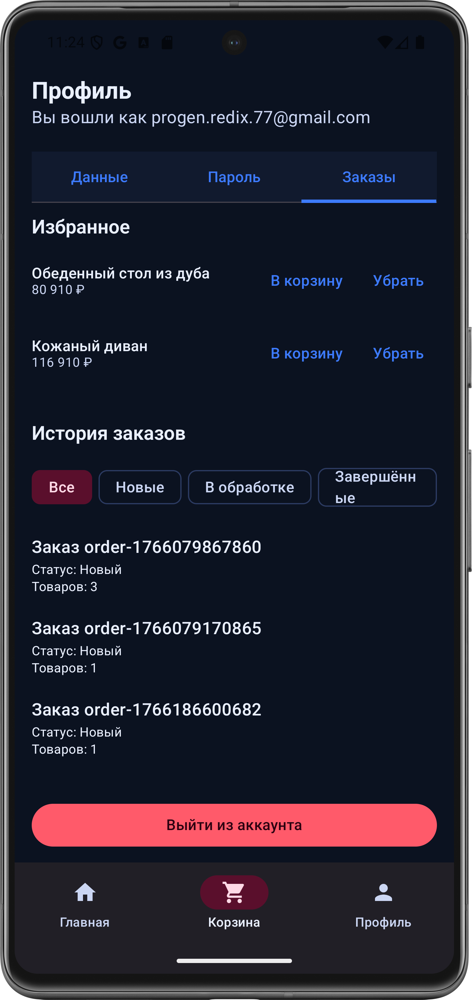 11:24
Профиль
Вы вошли как progen.redix.77@gmail.com
Данные Пароль Заказы
Избранное
Обеденный стол из дуба
80 910 ₽
В корзину Убрать
Кожаный диван
116 910 ₽
В корзину Убрать
История заказов
Все Новые В обработке Завершённ
ые
Заказ order-1766079867860
Статус: Новый
Товаров: 3
Заказ order-1766079170865
Статус: Новый
Товаров: 1
Заказ order-1766186600682
Статус: Новый
Товаров: 1
Выйти из аккаунта
Главная Корзина Профиль